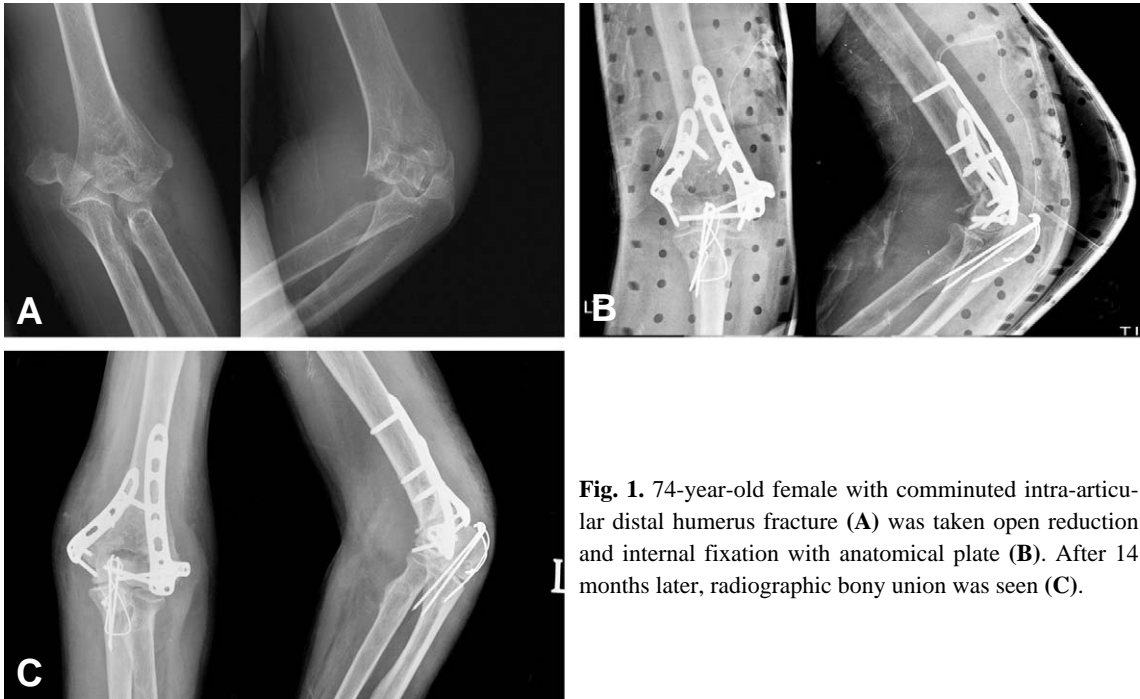 A
B
L
T L
C
L
Fig. 1. 74-year-old female with comminuted intra-articu-
lar distal humerus fracture (A) was taken open reduction
and internal fixation with anatomical plate (B). After 14
months later, radiographic bony union was seen (C).